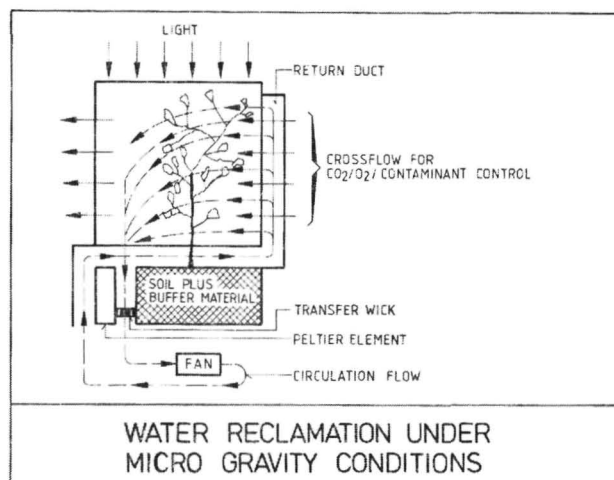 LIGHT
RETURN DUCT
CROSSFLOW FOR
CO2/O2/CONTAMINANT CONTROL
SOIL PLUS
BUFFER MATERIAL
TRANSFER WICK
PELTIER ELEMENT
FAN
CIRCULATION FLOW
WATER RECLAMATION UNDER
MICRO GRAVITY CONDITIONS